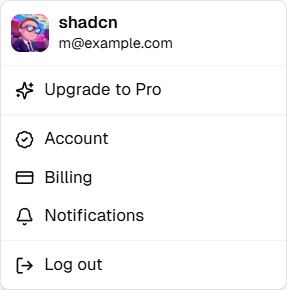 shadcn
m@example.com
Upgrade to Pro
Account
Billing
Notifications
Log out